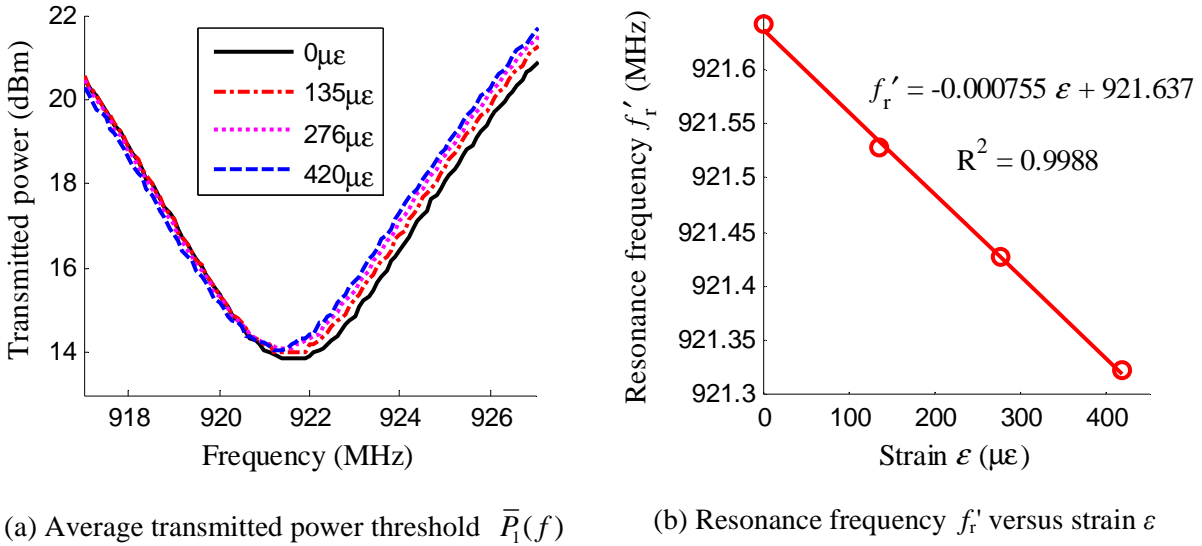 22
20
18
16
14
Transmitted power (dBm)
0με
135με
276με
420με
918 920 922 924 926
Frequency (MHz)
(a) Average transmitted power threshold P̅₁(f)
921.6
921.55
921.5
921.45
921.4
921.35
921.3
Resonance frequency fᵣ′ (MHz)
fᵣ′ = -0.000755 ε + 921.637
R² = 0.9988
0 100 200 300 400
Strain ε (με)
(b) Resonance frequency fᵣ' versus strain ε